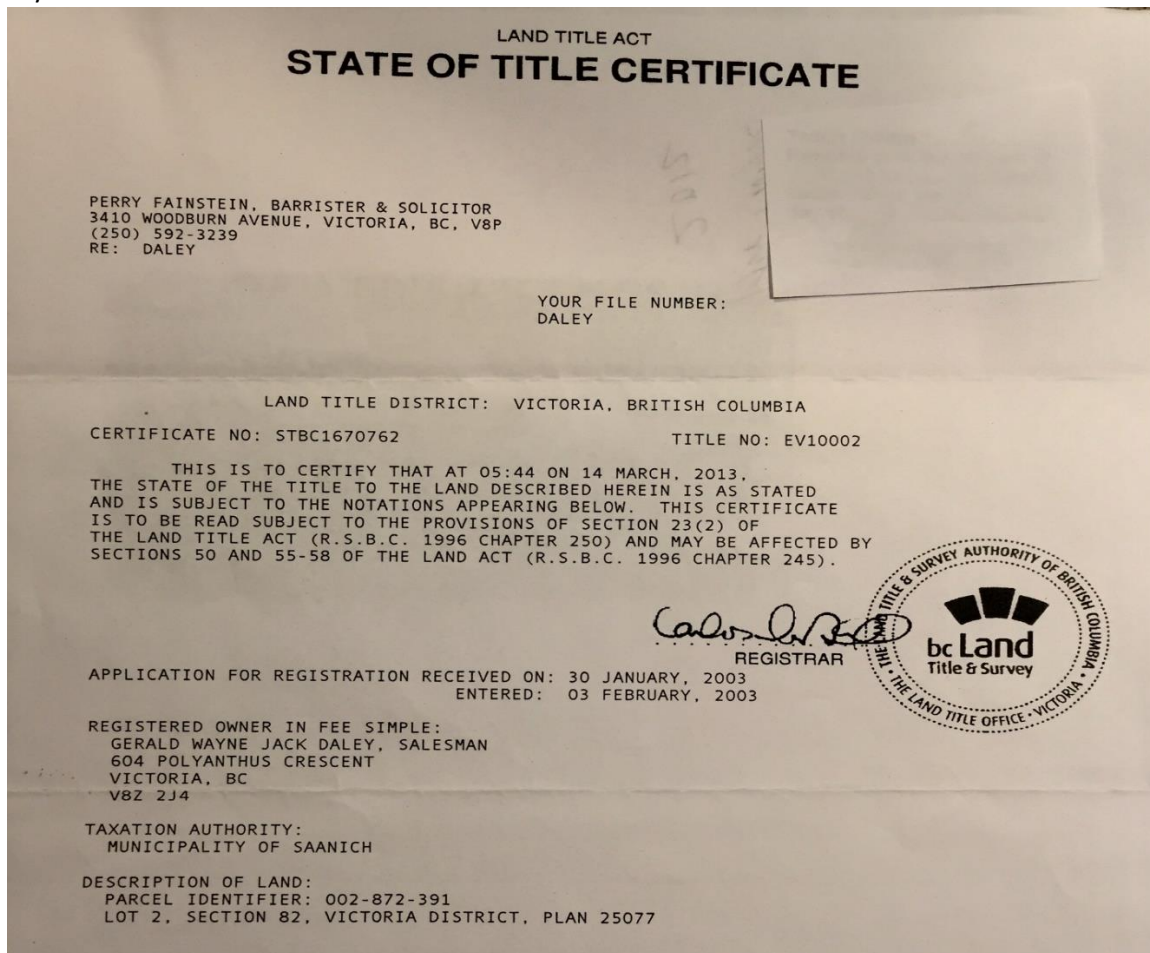 LAND TITLE ACT
STATE OF TITLE CERTIFICATE
PERRY FAINSTEIN, BARRISTER & SOLICITOR
3410 WOODBURN AVENUE, VICTORIA, BC, V8P
(250) 592-3239
RE: DALEY
YOUR FILE NUMBER:
DALEY
LAND TITLE DISTRICT: VICTORIA, BRITISH COLUMBIA
CERTIFICATE NO: STBC1670762 TITLE NO: EV10002
THIS IS TO CERTIFY THAT AT 05:44 ON 14 MARCH, 2013,
THE STATE OF THE TITLE TO THE LAND DESCRIBED HEREIN IS AS STATED
AND IS SUBJECT TO THE NOTATIONS APPEARING BELOW. THIS CERTIFICATE
IS TO BE READ SUBJECT TO THE PROVISIONS OF SECTION 23(2) OF
THE LAND TITLE ACT (R.S.B.C. 1996 CHAPTER 250) AND MAY BE AFFECTED BY
SECTIONS 50 AND 55-58 OF THE LAND ACT (R.S.B.C. 1996 CHAPTER 245).
REGISTRAR
THE LAND TITLE & SURVEY AUTHORITY OF BRITISH COLUMBIA
bc Land
Title & Survey
THE LAND TITLE OFFICE • VICTORIA
APPLICATION FOR REGISTRATION RECEIVED ON: 30 JANUARY, 2003
ENTERED: 03 FEBRUARY, 2003
REGISTERED OWNER IN FEE SIMPLE:
GERALD WAYNE JACK DALEY, SALESMAN
604 POLYANTHUS CRESCENT
VICTORIA, BC
V8Z 2J4
TAXATION AUTHORITY:
MUNICIPALITY OF SAANICH
DESCRIPTION OF LAND:
PARCEL IDENTIFIER: 002-872-391
LOT 2, SECTION 82, VICTORIA DISTRICT, PLAN 25077